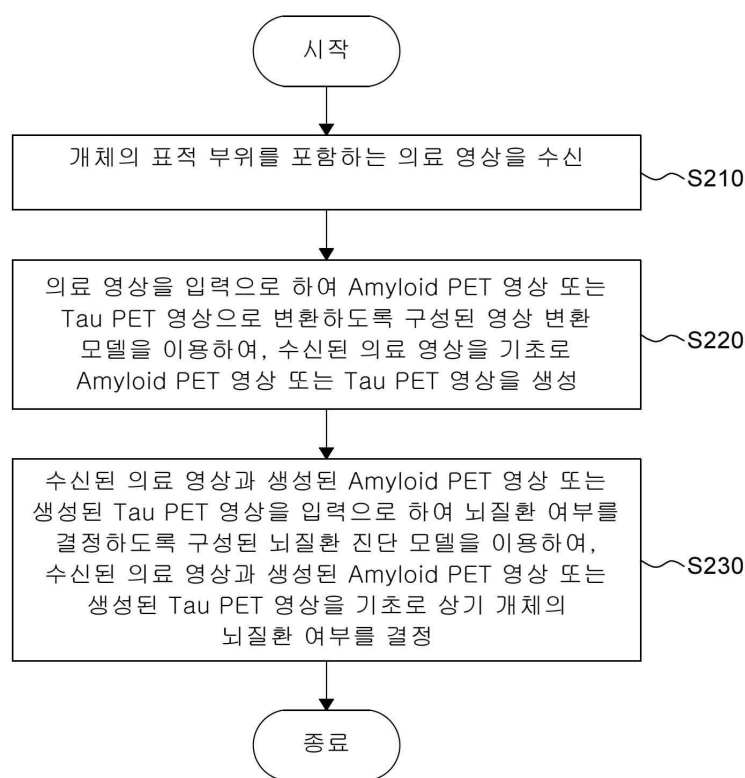 시작
개체의 표적 부위를 포함하는 의료 영상을 수신
S210
의료 영상을 입력으로 하여 Amyloid PET 영상 또는
Tau PET 영상으로 변환하도록 구성된 영상 변환
모델을 이용하여, 수신된 의료 영상을 기초로
Amyloid PET 영상 또는 Tau PET 영상을 생성
S220
수신된 의료 영상과 생성된 Amyloid PET 영상 또는
생성된 Tau PET 영상을 입력으로 하여 뇌질환 여부를
결정하도록 구성된 뇌질환 진단 모델을 이용하여,
수신된 의료 영상과 생성된 Amyloid PET 영상 또는
생성된 Tau PET 영상을 기초로 상기 개체의
뇌질환 여부를 결정
S230
종료